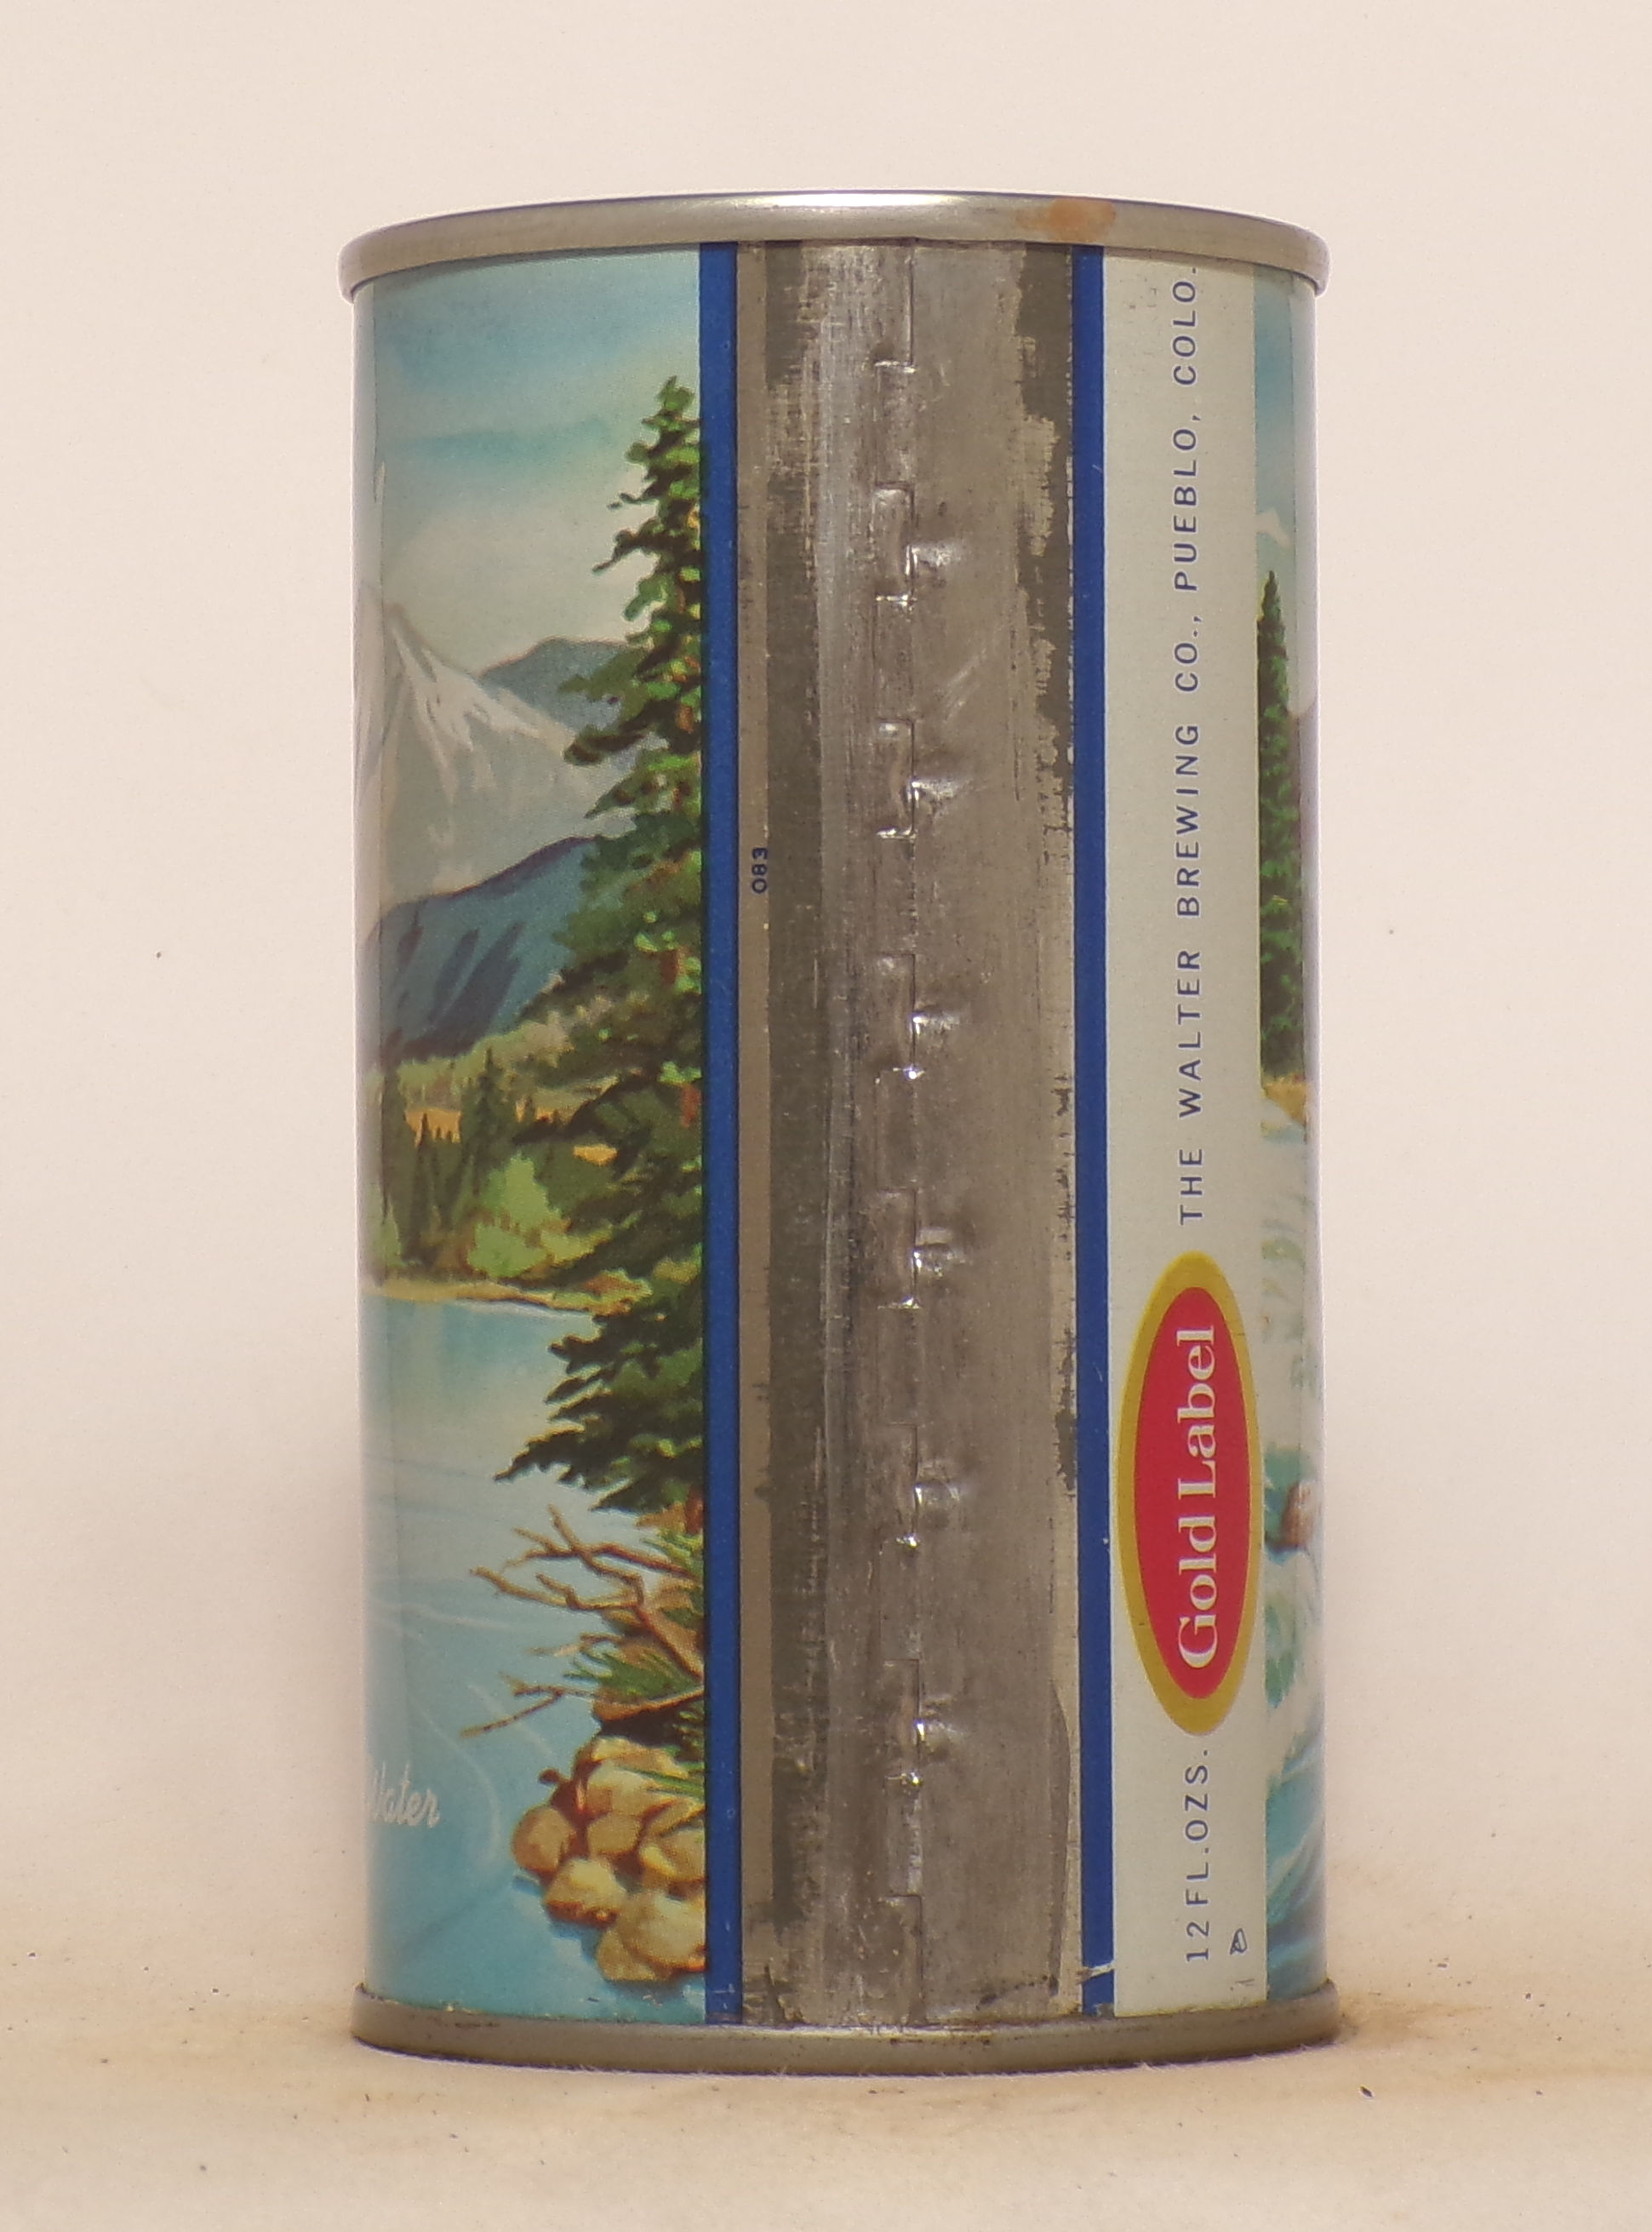 Water
083
12 FL.OZS. Gold Label THE WALTER BREWING CO., PUEBLO, COLO.